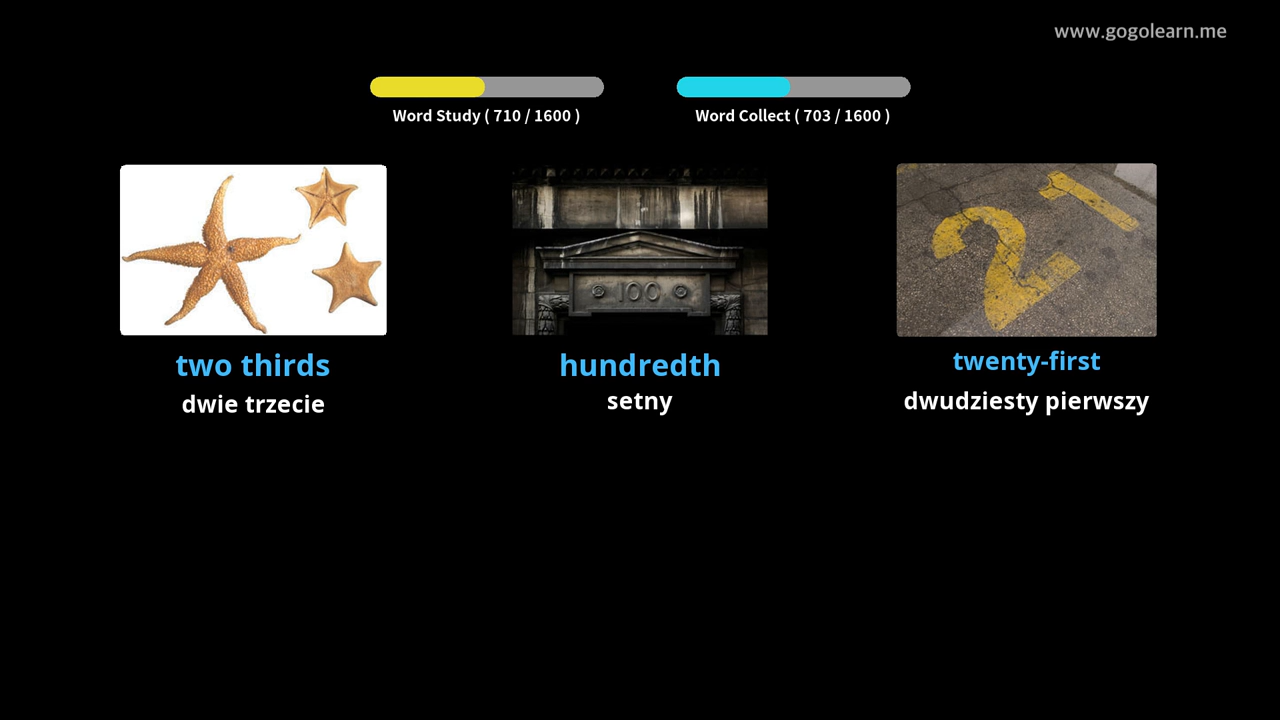 www.gogolearn.me
Word Study ( 710 / 1600 )
Word Collect ( 703 / 1600 )
100
21
two thirds
hundredth
twenty-first
dwie trzecie
setny
dwudziesty pierwszy